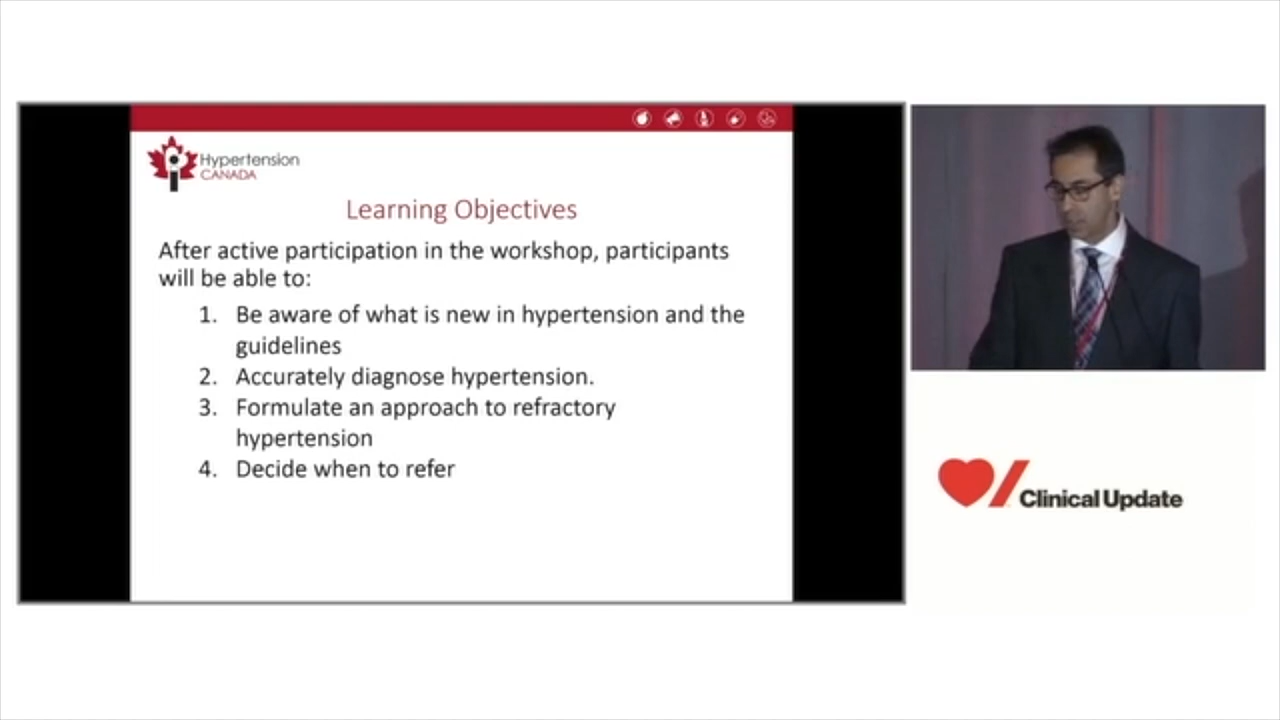 Hypertension
CANADA
Learning Objectives
After active participation in the workshop, participants
will be able to:
1. Be aware of what is new in hypertension and the
guidelines
2. Accurately diagnose hypertension.
3. Formulate an approach to refractory
hypertension
4. Decide when to refer
Clinical Update